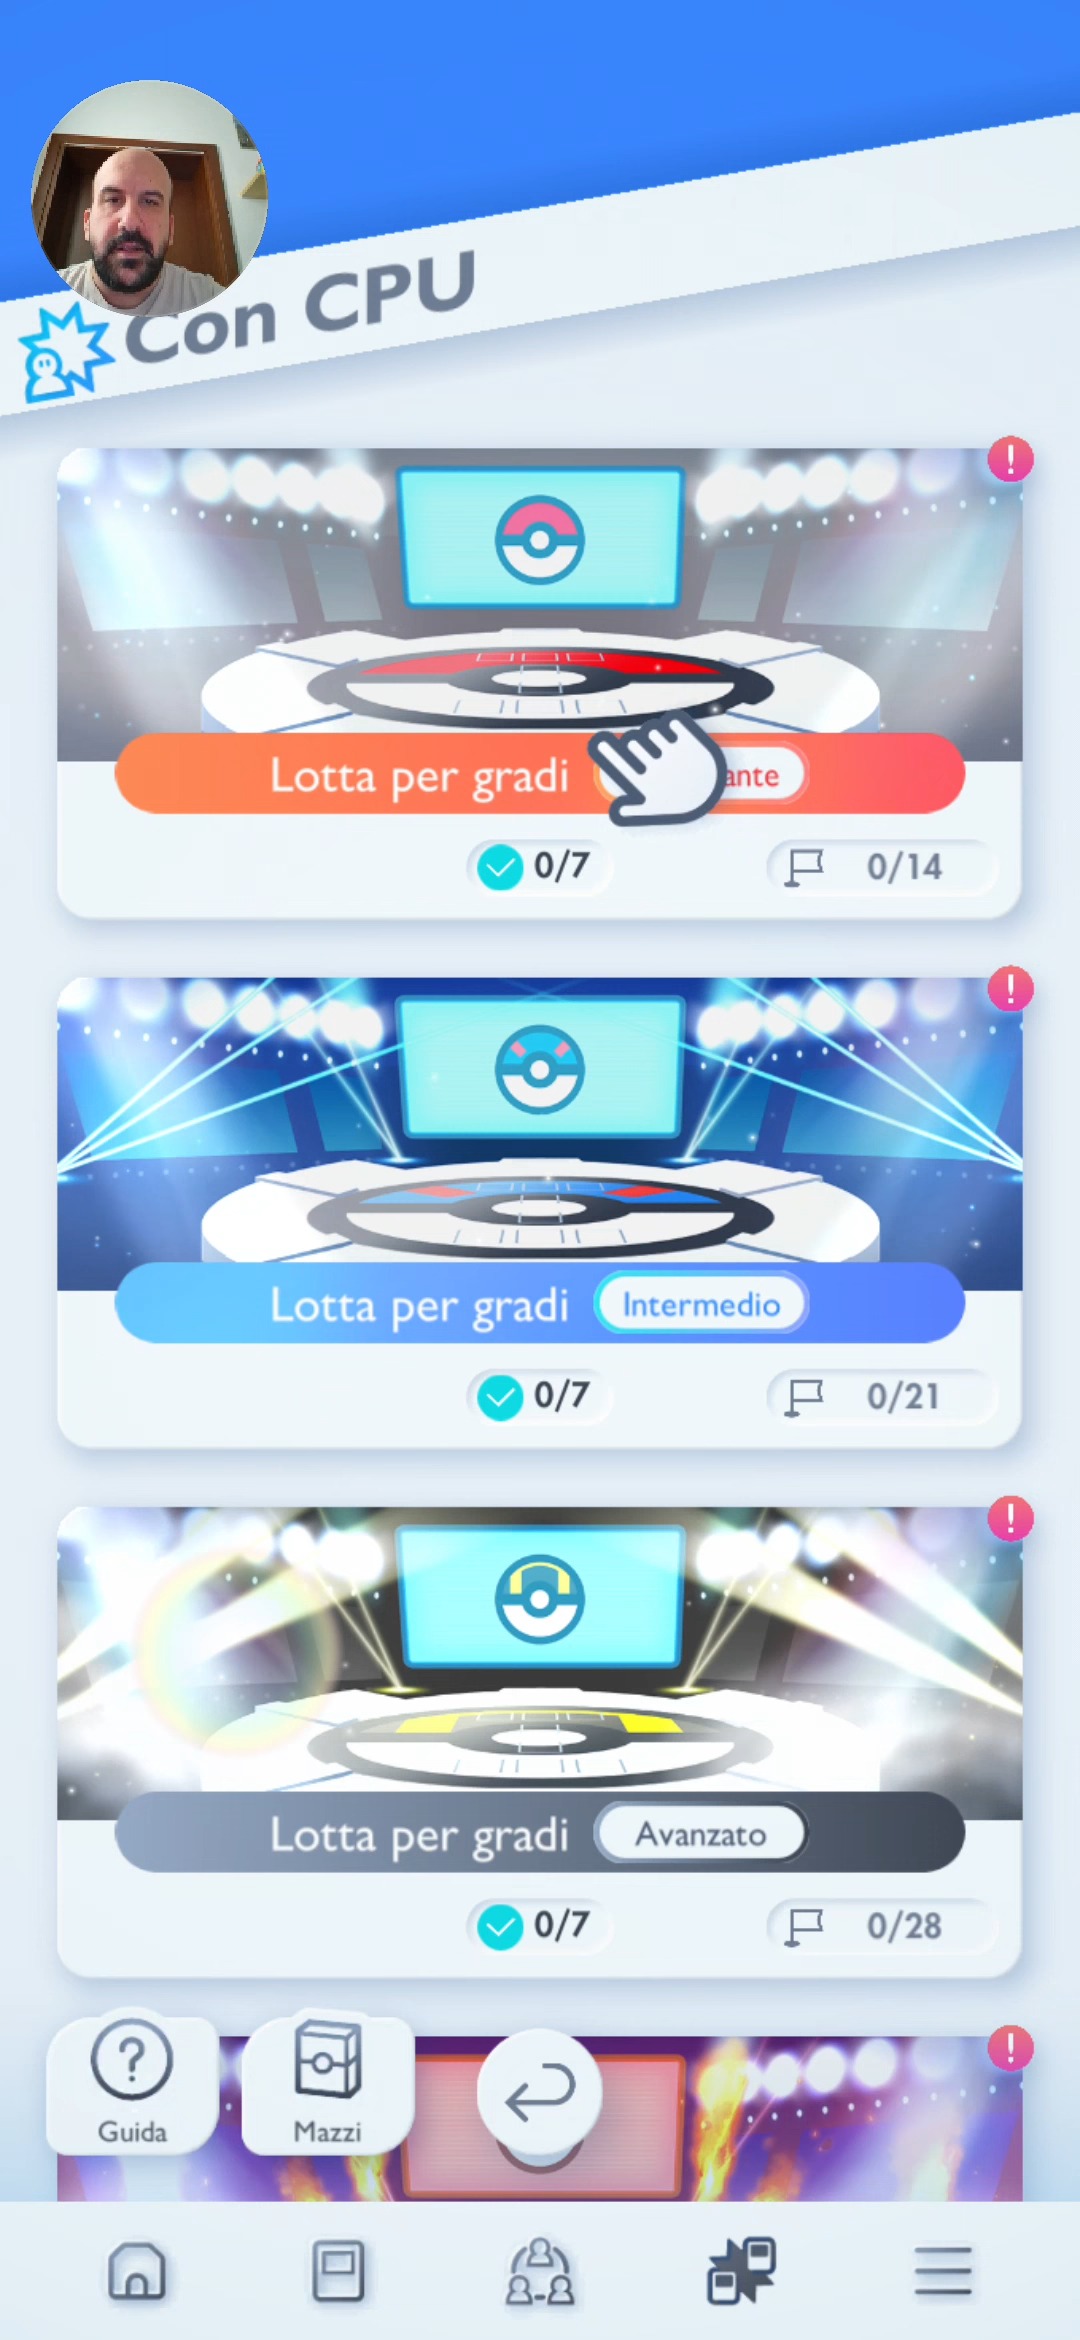 Con CPU
!
Lotta per gradi
0/7
0/14
!
Lotta per gradi Intermedio
0/7
0/21
!
Lotta per gradi Avanzato
0/7
0/28
!
?
Guida
Mazzi